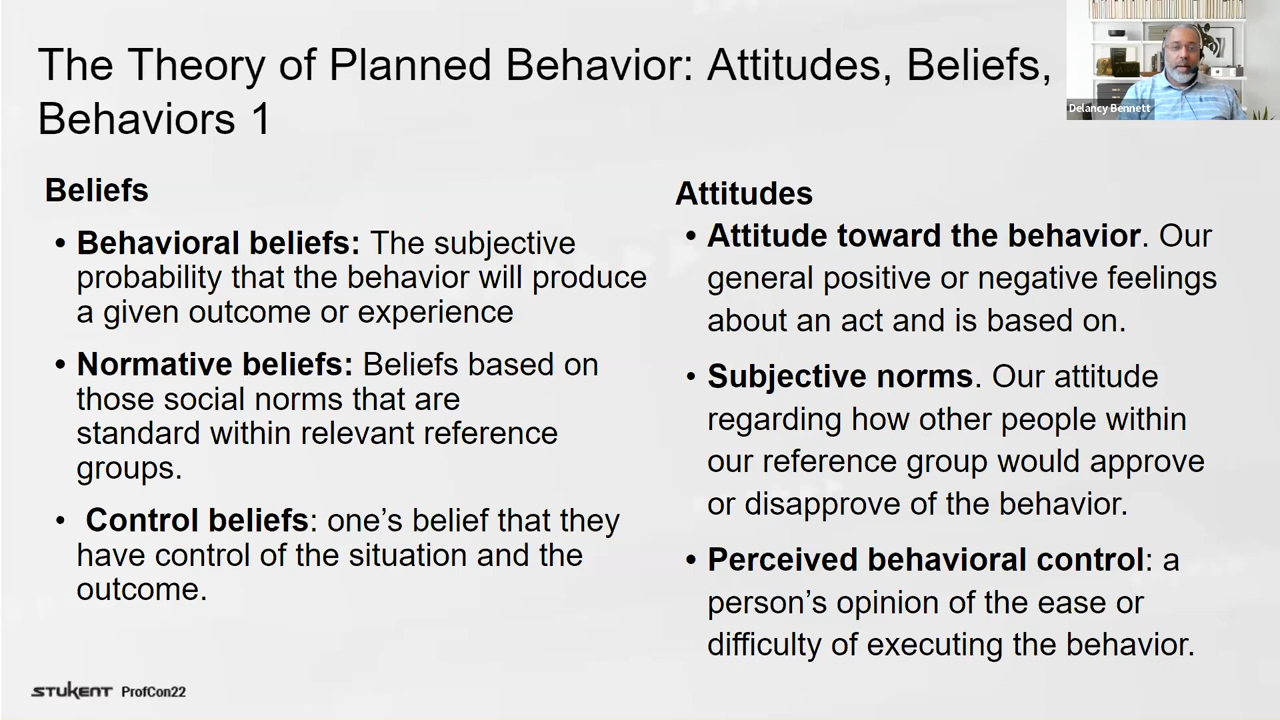 The Theory of Planned Behavior: Attitudes, Beliefs,
Behaviors 1
Delancy Bennett
Beliefs
• Behavioral beliefs: The subjective
probability that the behavior will produce
a given outcome or experience
• Normative beliefs: Beliefs based on
those social norms that are
standard within relevant reference
groups.
• Control beliefs: one’s belief that they
have control of the situation and the
outcome.
Attitudes
• Attitude toward the behavior. Our
general positive or negative feelings
about an act and is based on.
• Subjective norms. Our attitude
regarding how other people within
our reference group would approve
or disapprove of the behavior.
• Perceived behavioral control: a
person’s opinion of the ease or
difficulty of executing the behavior.
STUKENT ProfCon22